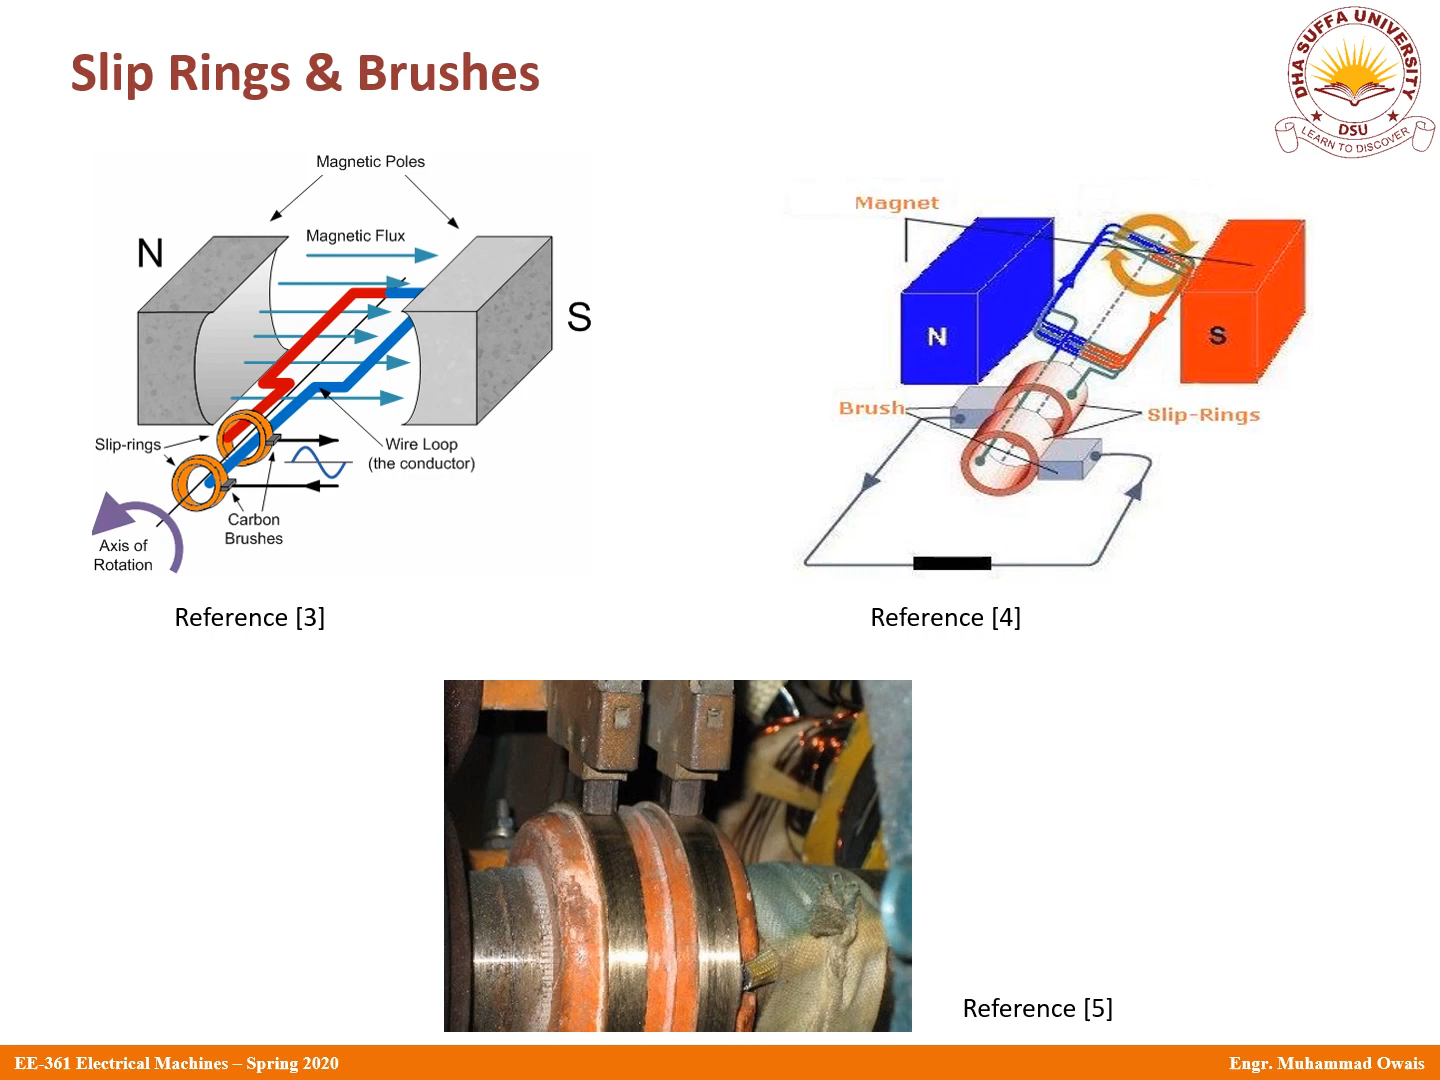 Slip Rings & Brushes
DHA SUFFA UNIVERSITY
DSU
LEARN TO DISCOVER
Magnetic Poles
N
Magnetic Flux
S
Slip-rings
Wire Loop
(the conductor)
Carbon
Brushes
Axis of
Rotation
Reference [3]
Magnet
N
S
Brush
Slip-Rings
Reference [4]
Reference [5]
EE-361 Electrical Machines – Spring 2020
Engr. Muhammad Owais